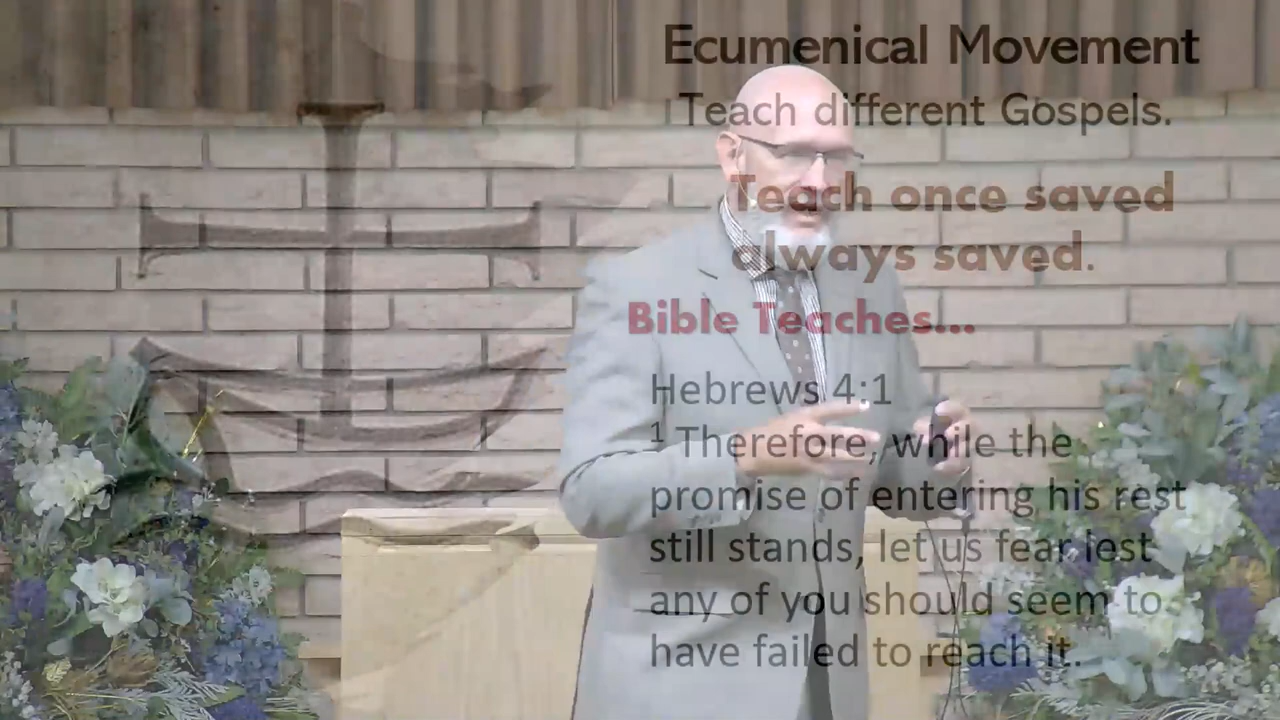 Ecumenical Movement
Teach different Gospels.
Teach once saved
always saved.
Bible Teaches...
Hebrews 4:1
¹ Therefore, while the
promise of entering his rest
still stands, let us fear lest
any of you should seem to
have failed to reach it.